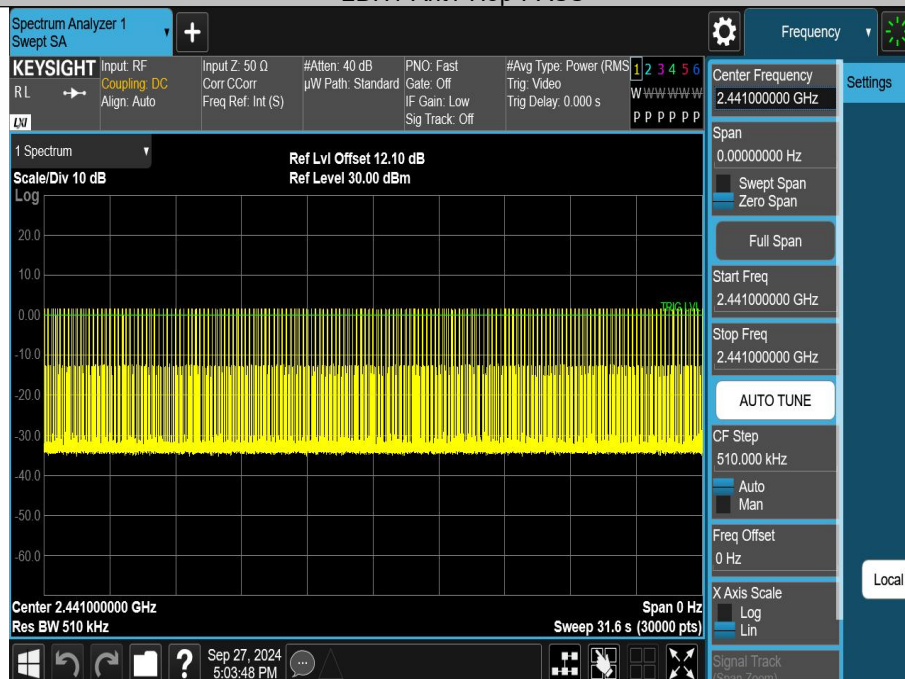 Spectrum Analyzer 1
Swept SA
Frequency
KEYSIGHT
Input: RF
Coupling: DC
Align: Auto
Input Z: 50 Ω
Corr CCorr
Freq Ref: Int (S)
#Atten: 40 dB
µW Path: Standard
PNO: Fast
Gate: Off
IF Gain: Low
Sig Track: Off
#Avg Type: Power (RMS
Trig: Video
Trig Delay: 0.000 s
1 2 3 4 5 6
W W W W W W
P P P P P P
R L
LXI
1 Spectrum
Scale/Div 10 dB
Ref Lvl Offset 12.10 dB
Ref Level 30.00 dBm
Log
20.0
10.0
0.00
-10.0
-20.0
-30.0
-40.0
-50.0
-60.0
TRIG LVL
Center 2.441000000 GHz
Res BW 510 kHz
Span 0 Hz
Sweep 31.6 s (30000 pts)
Center Frequency
2.441000000 GHz
Settings
Span
0.00000000 Hz
Swept Span
Zero Span
Full Span
Start Freq
2.441000000 GHz
Stop Freq
2.441000000 GHz
AUTO TUNE
CF Step
510.000 kHz
Auto
Man
Freq Offset
0 Hz
Local
X Axis Scale
Log
Lin
Signal Track
(Span Zoom)
Sep 27, 2024
5:03:48 PM